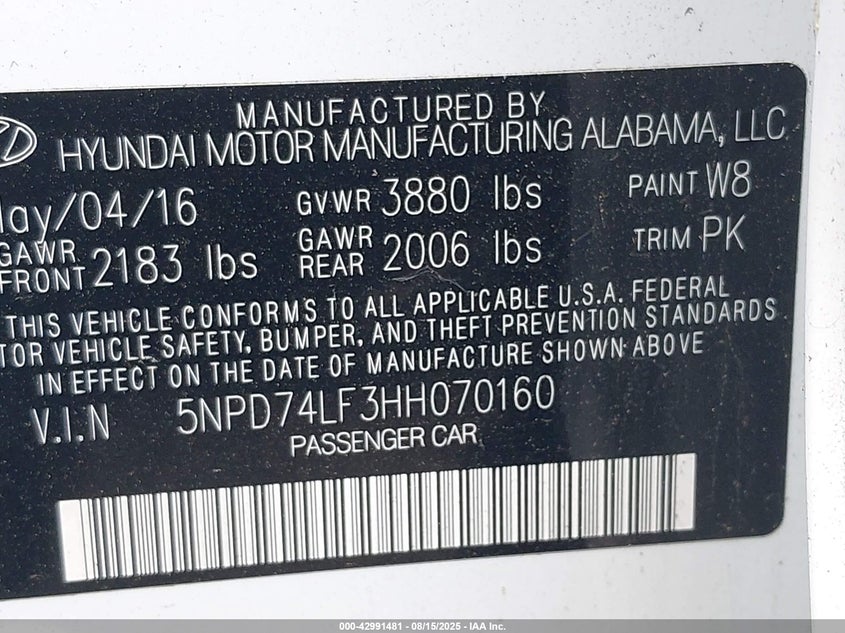 MANUFACTURED BY
HYUNDAI MOTOR MANUFACTURING ALABAMA, LLC
/04/16 GVWR 3880 lbs PAINT W8
GAWR FRONT 2183 lbs GAWR REAR 2006 lbs TRIM PK
THIS VEHICLE CONFORMS TO ALL APPLICABLE U.S.A. FEDERAL
TOR VEHICLE SAFETY, BUMPER, AND THEFT PREVENTION STANDARDS
IN EFFECT ON THE DATE OF MANUFACTURE SHOWN ABOVE
V.I.N 5NPD74LF3HH070160
PASSENGER CAR
000-42991481 - 08/15/2025 - IAA Inc.